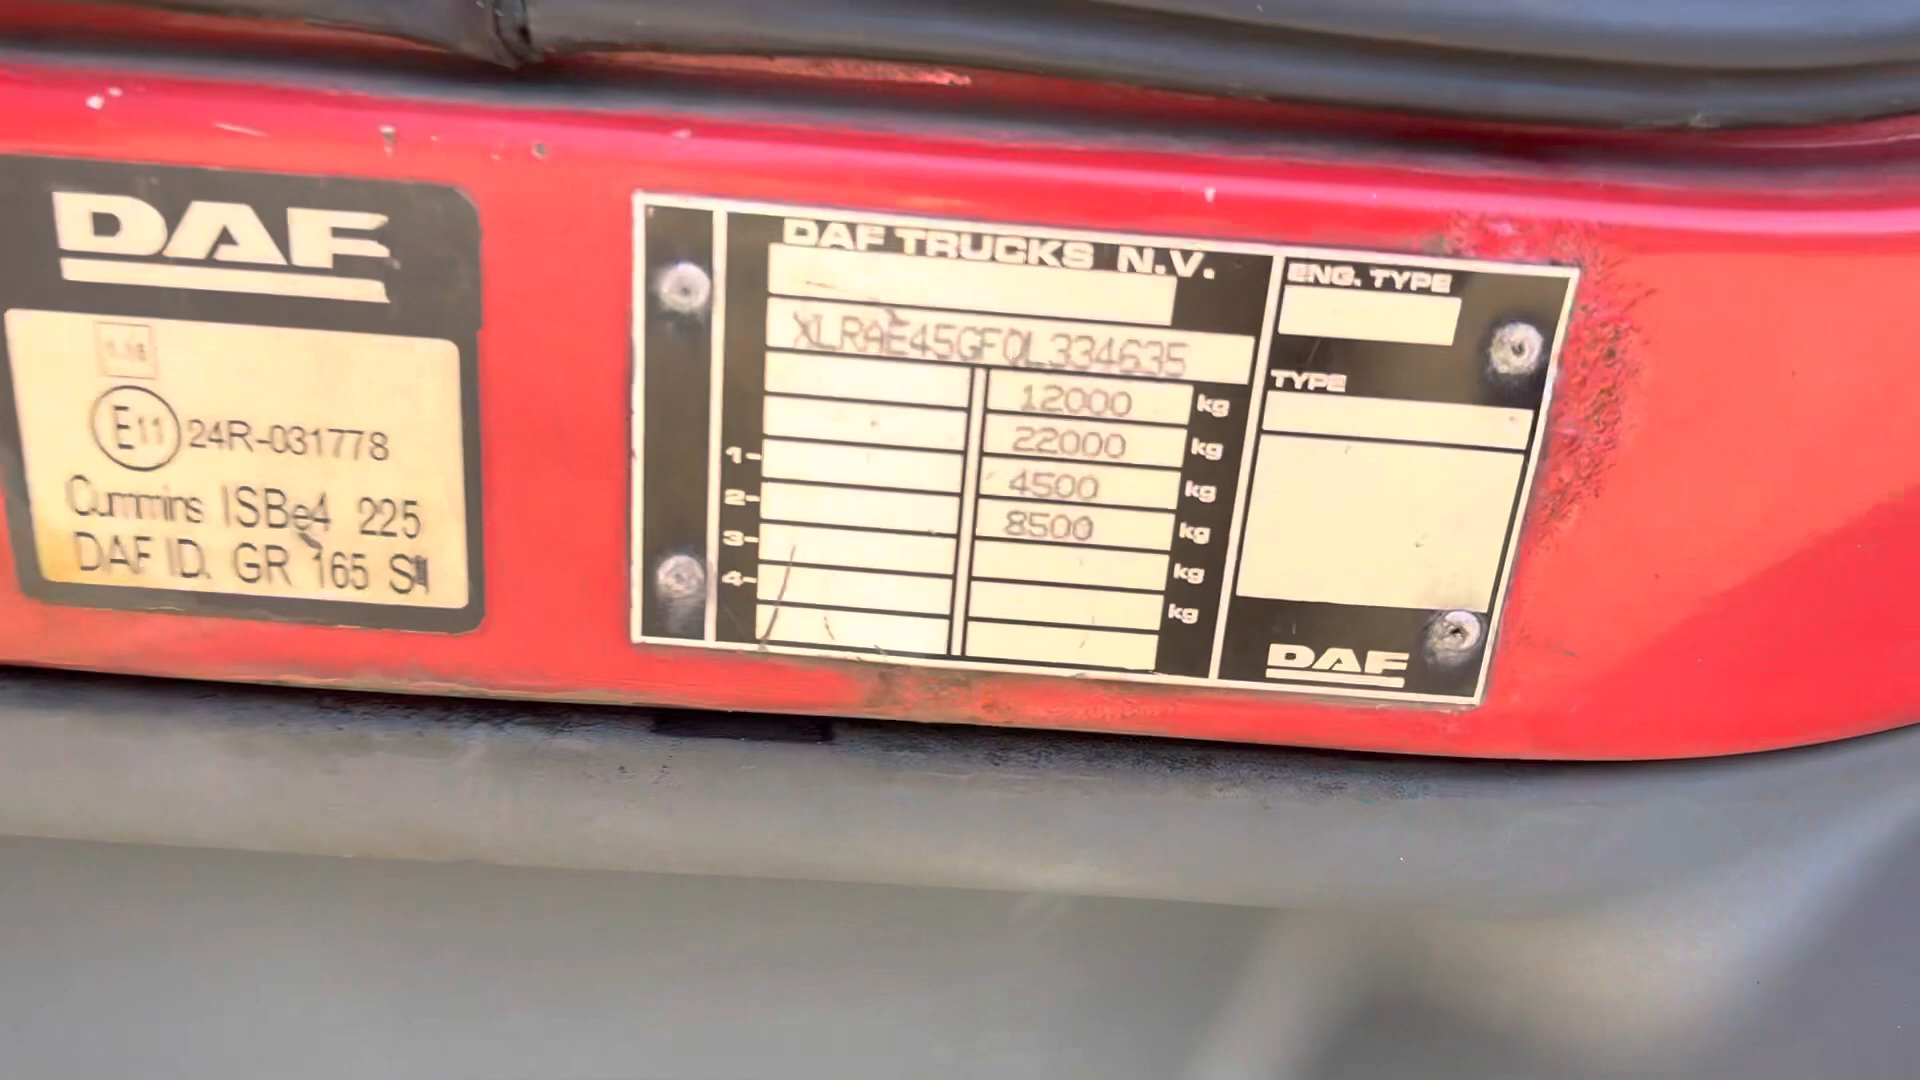 DAF
E11 24R-031778
Cummins ISBe4 225
DAF ID. GR 165 S
DAF TRUCKS N.V.
XLRAE45GF0L334635
12000 kg
22000 kg
1- 4500 kg
2- 8500 kg
3- kg
4- kg
ENG. TYPE
TYPE
DAF